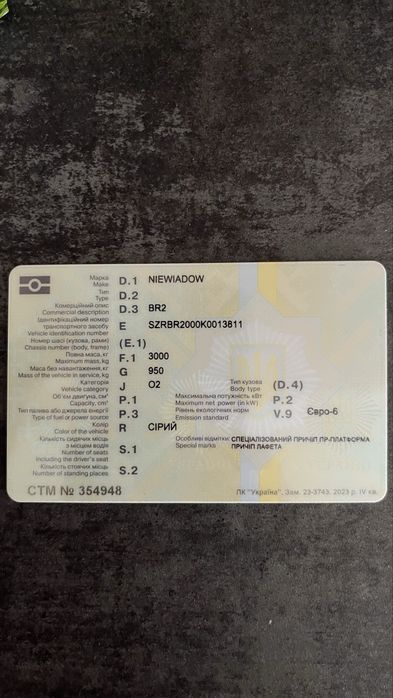 Марка D.1 NIEWIADOW
Make
Тип D.2
Type
Комерційний опис D.3 BR2
Commercial description
Ідентифікаційний номер
транспортного засобу E SZRBR2000K0013811
Vehicle identification number
Номер шасі (кузова, рами) (E.1)
Chassis number (body, frame)
Повна маса, кг F.1 3000
Maximum mass, kg
Маса без навантаження, кг G 950
Mass of the vehicle in service, kg
Категорія J O2 Тип кузова (D.4)
Category Body type
Об'єм двигуна, см³ P.1 Максимальна потужність кВт P.2
Capacity, cm³ Maximum net, power (in kW)
Тип палива або джерела енергії P.3 Рівень екологічних норм V.9 Євро-6
Type of fuel or power source Emission standard
Колір R СІРИЙ
Color of the vehicle
Кількість сидячих місць Особливі відмітки СПЕЦІАЛІЗОВАНИЙ ПРИЧІП ПР-ПЛАТФОРМА
з місцем водія S.1 Special marks ПРИЧІП ЛАФЕТА
Number of seats
including the driver's seat
Кількість стоячих місць S.2
Number of standing places
СТМ № 354948 ПК "Україна", Зам. 23-3743, 2023 р. IV кв.